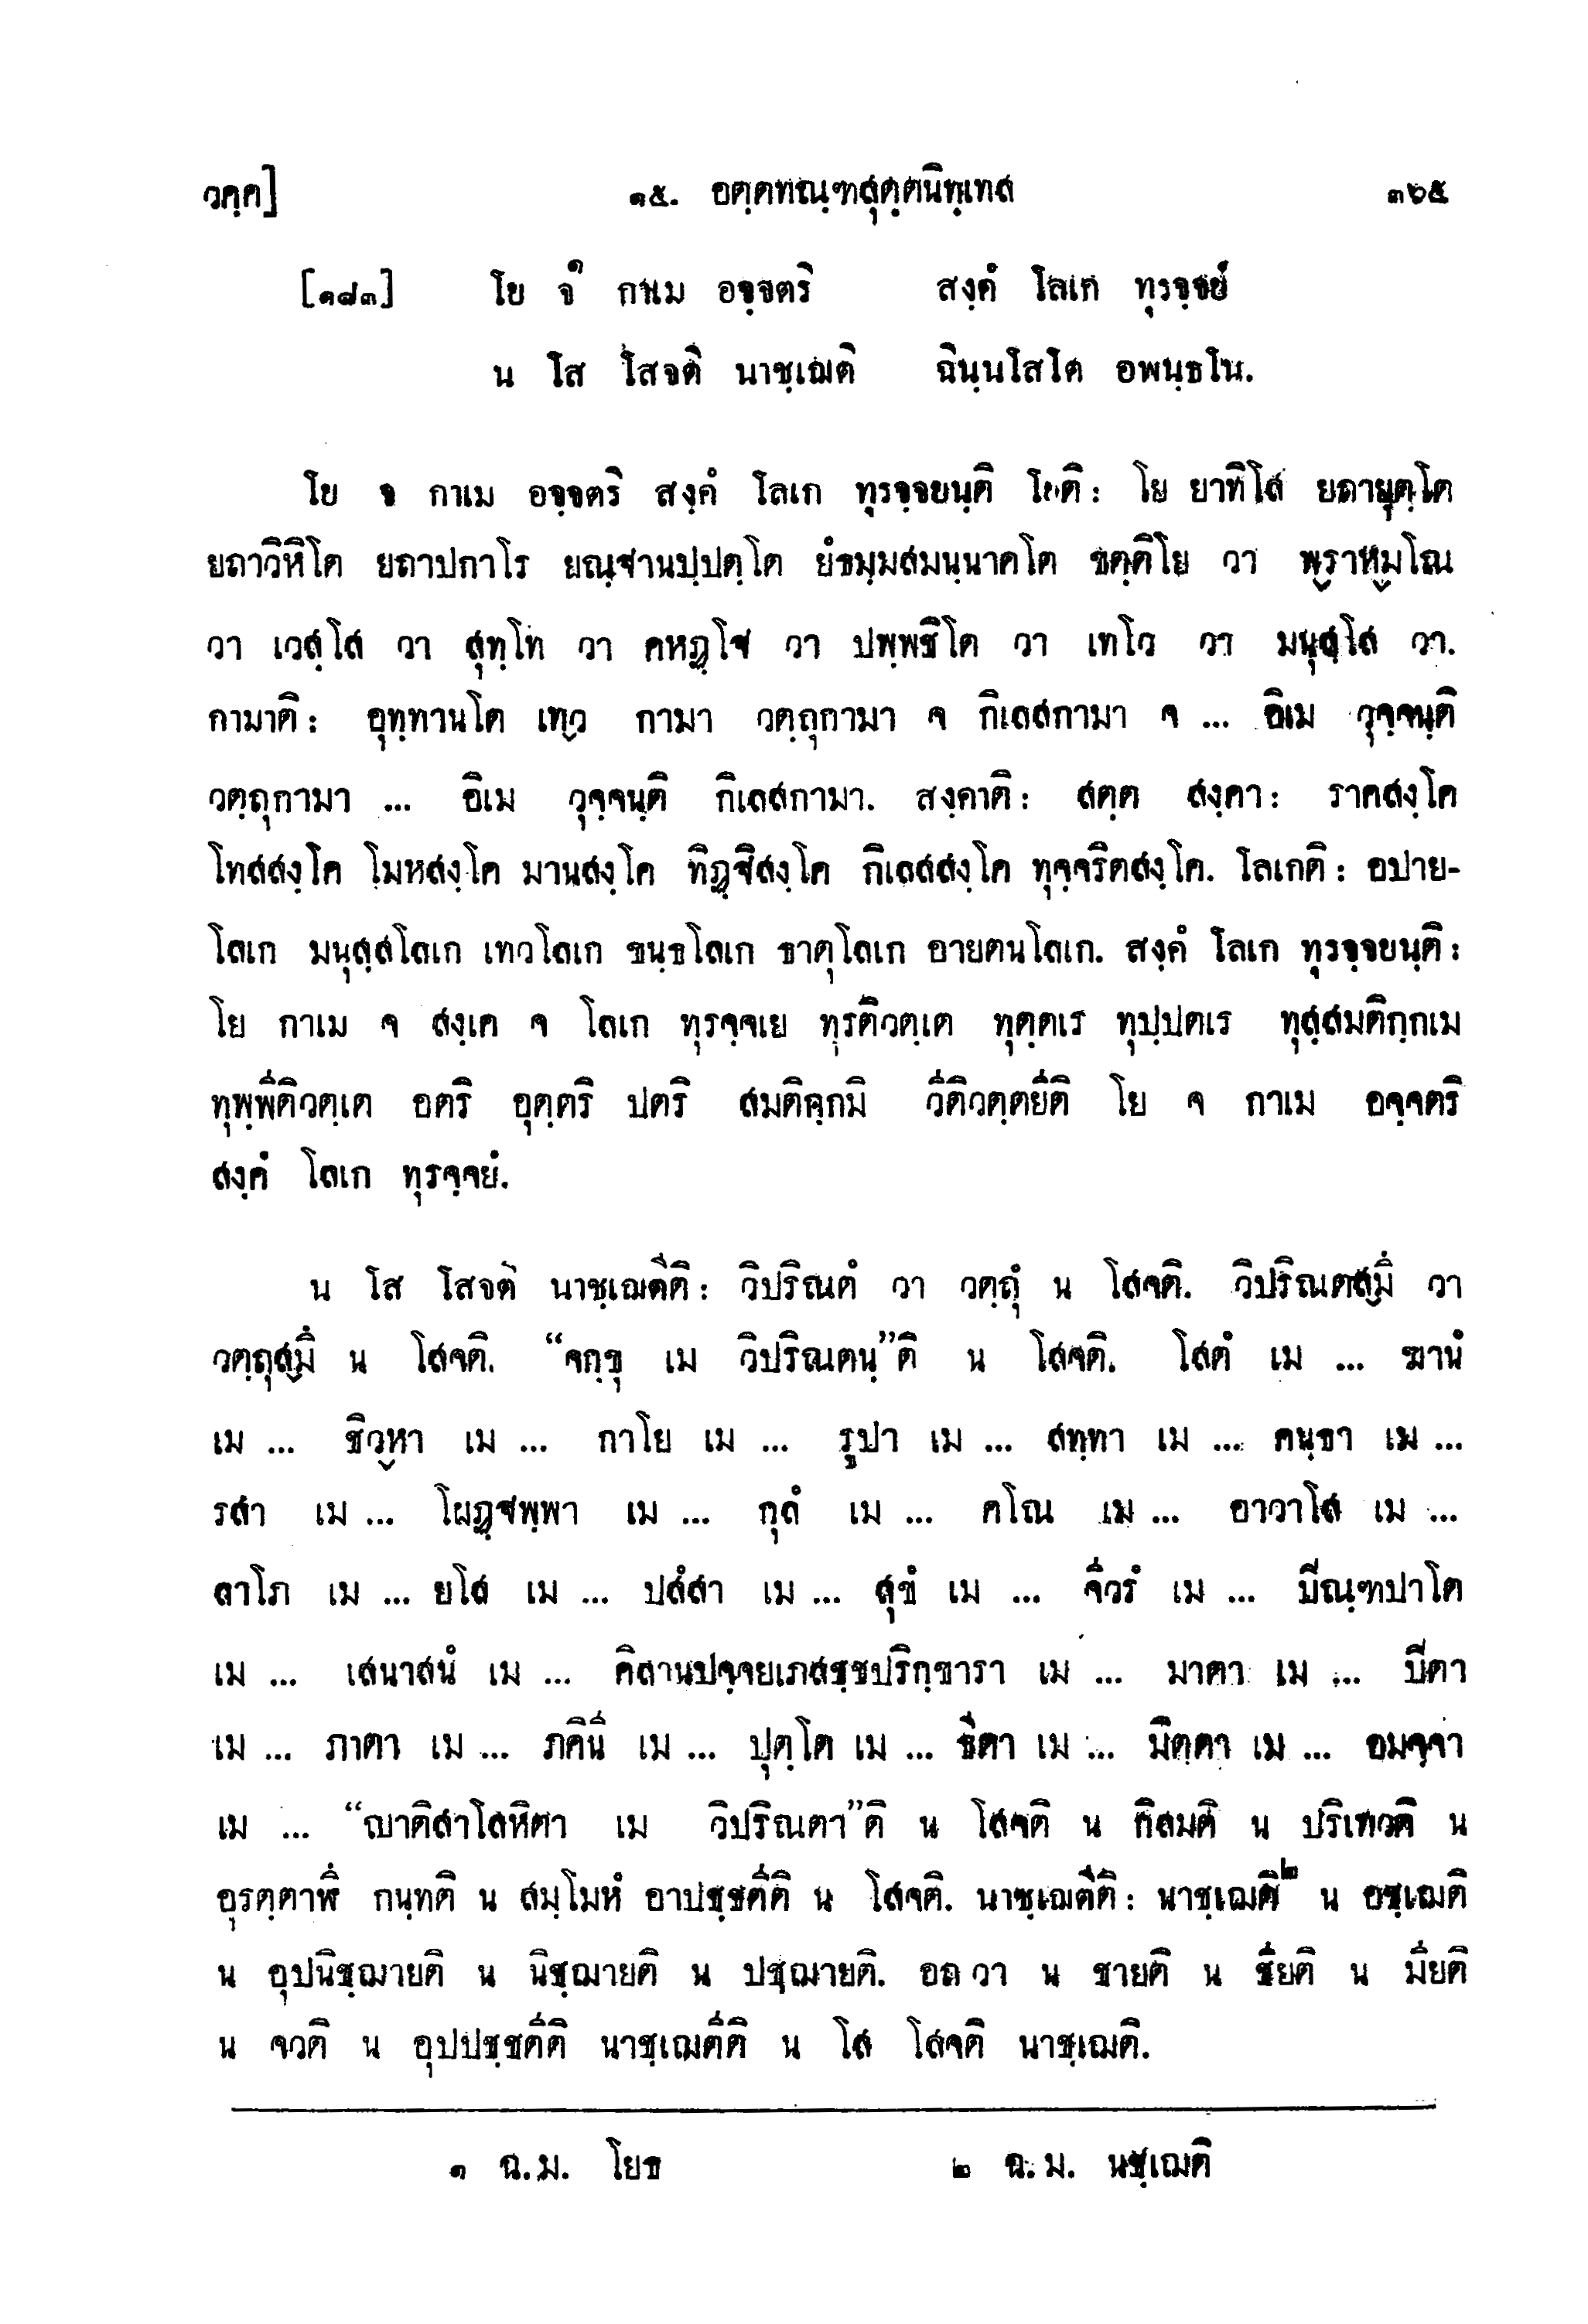 วคฺค]	๑๕. อตฺตทณฺฑสุตฺตนิทฺเทส	๓๖๕
[๑๘๓] โย จ๑ กาเม อจฺจตริ สงฺคํ โลเก ทุรจฺจยํ
น โส โสจติ นาชฺเฌติ ฉินฺนโสโต อพนฺธโน.
โย จ กาเม อจฺจตริ สงฺคํ โลเก ทุรจฺจยนฺติ โยติ: โย ยาทิโส ยถายุตฺโต
ยถาวิหิโต ยถาปกาโร ยณฺฐานปฺปตฺโต ยํธมฺมสมนฺนาคโต ขตฺติโย วา พฺราหฺมโณ
วา เวสฺโส วา สุทฺโท วา คหฏฺโฐ วา ปพฺพชิโต วา เทโว วา มนุสฺโส วา.
กามาติ: อุทฺทานโต เทฺว กามา วตฺถุกามา จ กิเลสกามา จ ... อิเม วุจฺจนฺติ
วตฺถุกามา ... อิเม วุจฺจนฺติ กิเลสกามา. สงฺคาติ: สตฺต สงฺคา: ราคสงฺโค
โทสสงฺโค โมหสงฺโค มานสงฺโค ทิฏฺฐิสงฺโค กิเลสสงฺโค ทุจฺจริตสงฺโค. โลเกติ: อปาย-
โลเก มนุสฺสโลเก เทวโลเก ขนฺธโลเก ธาตุโลเก อายตนโลเก. สงฺคํ โลเก ทุรจฺจยนฺติ:
โย กาเม จ สงฺเค จ โลเก ทุรจฺจเย ทุรติวตฺเต ทุตฺตเร ทุปฺปตเร ทุสฺสมติกฺกเม
ทุพฺพีติวตฺเต อตริ อุตฺตริ ปตริ สมติกฺกมิ วีติวตฺตยีติ โย จ กาเม อจฺจตริ
สงฺคํ โลเก ทุรจฺจยํ.
น โส โสจติ นาชฺเฌตีติ: วิปริณตํ วา วตฺถุํ น โสจติ. วิปริณตสฺมึ วา
วตฺถุสฺมึ น โสจติ. “จกฺขุ เม วิปริณตนฺ”ติ น โสจติ. โสตํ เม ... ฆานํ
เม ... ชิวฺหา เม ... กาโย เม ... รูปา เม ... สทฺทา เม ... คนฺธา เม ...
รสา เม ... โผฏฺฐพฺพา เม ... กุลํ เม ... คโณ เม ... อาวาโส เม ...
ลาโภ เม ... ยโส เม ... ปสํสา เม ... สุขํ เม ... จีวรํ เม ... ปิณฺฑปาโต
เม ... เสนาสนํ เม ... คิลานปจฺจยเภสชฺชปริกฺขารา เม ... มาตา เม ... ปิตา
เม ... ภาตา เม ... ภคินี เม ... ปุตฺโต เม ... ธีตา เม ... มิตฺตา เม ... อมจฺจา
เม ... “ญาติสาโลหิตา เม วิปริณตา”ติ น โสจติ น กิลมติ น ปริเทวติ น
อุรตฺตาฬึ กนฺทติ น สมฺโมหํ อาปชฺชตีติ น โสจติ. นาชฺเฌตีติ: นาชฺเฌติ๒ น อชฺเฌติ
น อุปนิชฺฌายติ น นิชฺฌายติ น ปชฺฌายติ. อถ วา น ชายติ น ชียติ น มียติ
น จวติ น อุปปชฺชตีติ นาชฺเฌตีติ น โส โสจติ นาชฺเฌติ.
๑ ฉ.ม. โยธ	๒ ฉ.ม. นชฺเฌติ